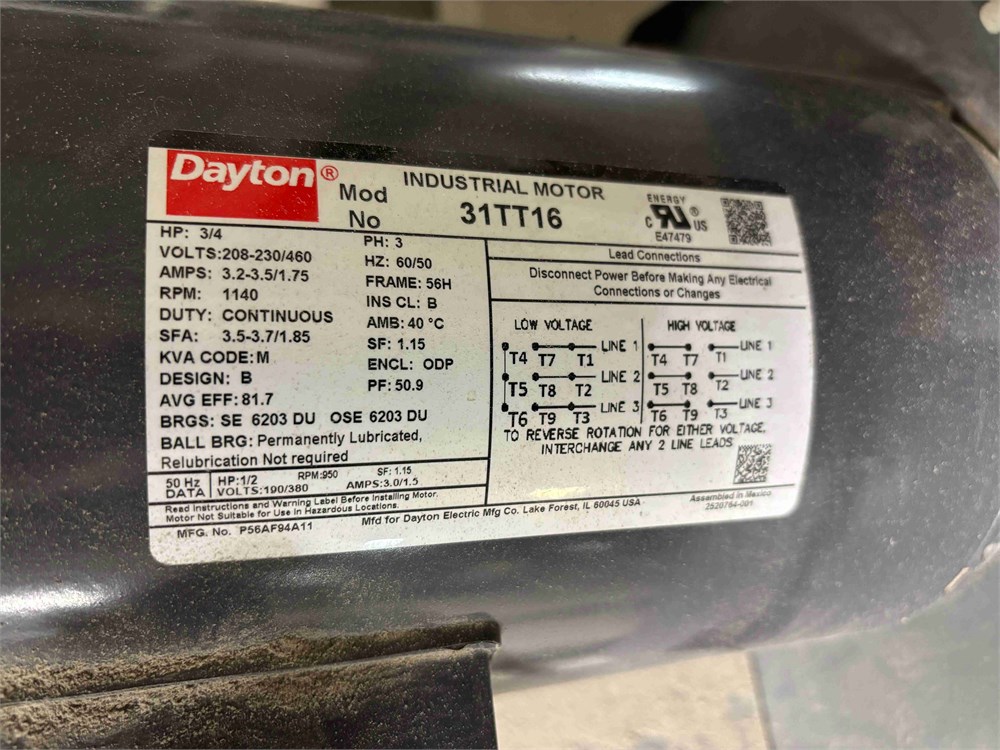 Dayton®
Mod No 31TT16
INDUSTRIAL MOTOR
ENERGY
C RU ® US
E47479
HP: 3/4
VOLTS:208-230/460
AMPS: 3.2-3.5/1.75
RPM: 1140
DUTY: CONTINUOUS
SFA: 3.5-3.7/1.85
KVA CODE: M
DESIGN: B
AVG EFF: 81.7
BRGS: SE 6203 DU OSE 6203 DU
BALL BRG: Permanently Lubricated,
Relubrication Not required
PH: 3
HZ: 60/50
FRAME: 56H
INS CL: B
AMB: 40 °C
SF: 1.15
ENCL: ODP
PF: 50.9
50 Hz DATA
HP:1/2 RPM:950 SF: 1.15
VOLTS:190/380 AMPS:3.0/1.5
Read Instructions and Warning Label Before Installing Motor.
Motor Not Suitable for Use In Hazardous Locations.
MFG. No. P56AF94A11
Mfd for Dayton Electric Mfg Co. Lake Forest, IL 60045 USA
Lead Connections
Disconnect Power Before Making Any Electrical
Connections or Changes
LOW VOLTAGE
LINE 1
T4 T7 T1
LINE 2
T5 T8 T2
LINE 3
T6 T9 T3
HIGH VOLTAGE
LINE 1
T4 T7 T1
LINE 2
T5 T8 T2
LINE 3
T6 T9 T3
TO REVERSE ROTATION FOR EITHER VOLTAGE,
INTERCHANGE ANY 2 LINE LEADS
Assembled in Mexico
2520784-001